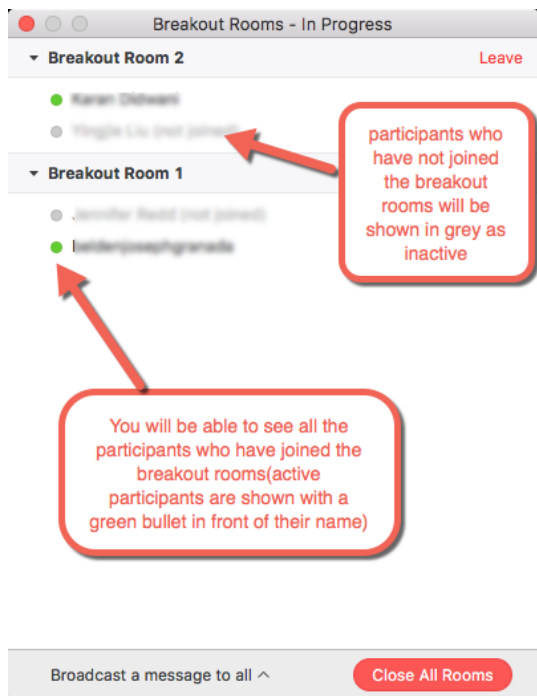 Breakout Rooms - In Progress
Breakout Room 2
Leave
participants who
have not joined
the breakout
rooms will be
shown in grey as
inactive
Breakout Room 1
You will be able to see all the
participants who have joined the
breakout rooms(active
participants are shown with a
green bullet in front of their name)
Broadcast a message to all
Close All Rooms